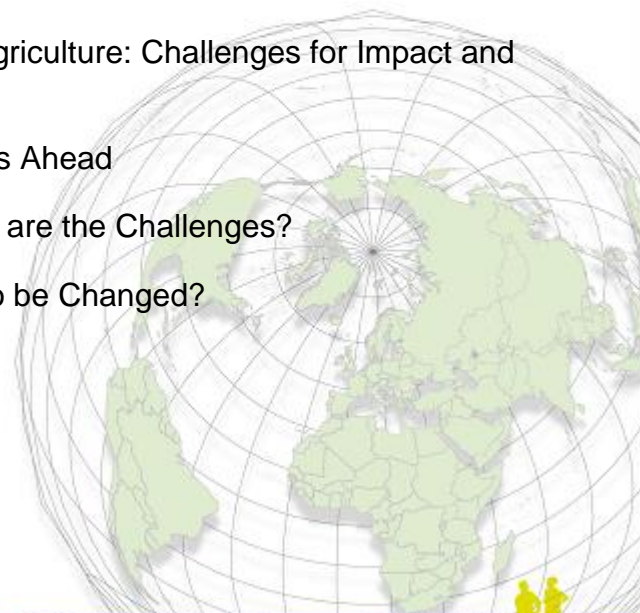 griculture: Challenges for Impact and
s Ahead
are the Challenges?
o be Changed?